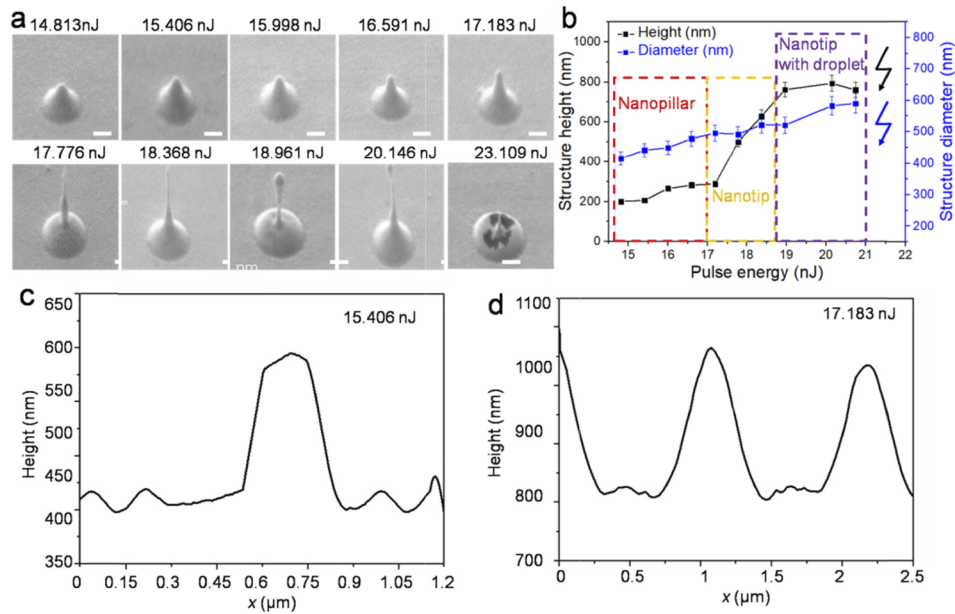 a
14.813nJ 15.406 nJ 15.998 nJ 16.591 nJ 17.183 nJ
17.776 nJ 18.368 nJ 18.961 nJ 20.146 nJ 23.109 nJ
nm
b
Height (nm)
Diameter (nm)
Nanopillar
Nanotip
Nanotip
with droplet
Structure height (nm)
1000
800
600
400
200
0
Structure diameter (nm)
800
700
600
500
400
300
200
15 16 17 18 19 20 21 22
Pulse energy (nJ)
c
15.406 nJ
Height (nm)
650
600
550
500
450
400
350
0 0.15 0.45 0.6 0.75 0.9 1.05 1.2
x (μm)
d
17.183 nJ
Height (nm)
1100
1000
900
800
700
0 0.5 1 1.5 2 2.5
x (μm)